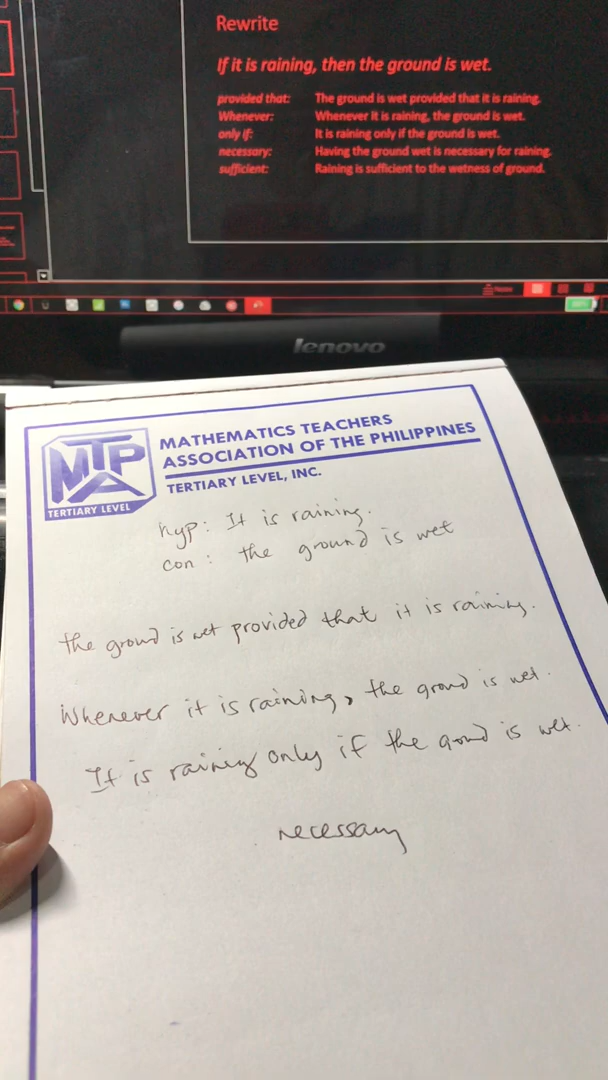 Rewrite
If it is raining, then the ground is wet.
provided that: The ground is wet provided that it is raining.
Whenever: Whenever it is raining, the ground is wet.
only if: It is raining only if the ground is wet.
necessary: Having the ground wet is necessary for raining.
sufficient: Raining is sufficient to the wetness of ground.
lenovo
MTPA
TERTIARY LEVEL
MATHEMATICS TEACHERS
ASSOCIATION OF THE PHILIPPINES
TERTIARY LEVEL, INC.
hyp: It is raining.
con: the ground is wet
the ground is wet provided that it is raining.
Whenever it is raining, the ground is wet.
It is raining only if the ground is wet.
necessary